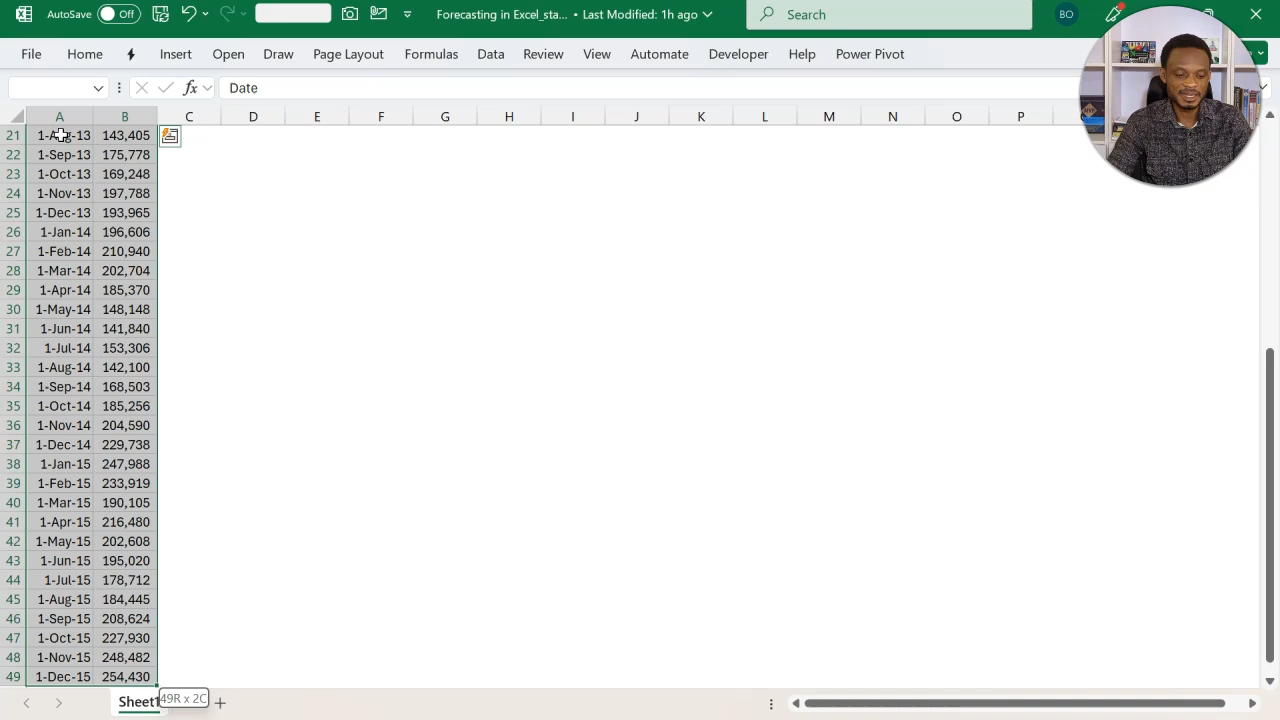 AutoSave Off Forecasting in Excel_sta... • Last Modified: 1h ago Search BO
File Home Insert Open Draw Page Layout Formulas Data Review View Automate Developer Help Power Pivot
fx Date
A B C D E F G H I J K L M N O P
21 1-Aug-13 143,405
22 1-Sep-13 175,778
23 1-Oct-13 169,248
24 1-Nov-13 197,788
25 1-Dec-13 193,965
26 1-Jan-14 196,606
27 1-Feb-14 210,940
28 1-Mar-14 202,704
29 1-Apr-14 185,370
30 1-May-14 148,148
31 1-Jun-14 141,840
32 1-Jul-14 153,306
33 1-Aug-14 142,100
34 1-Sep-14 168,503
35 1-Oct-14 185,256
36 1-Nov-14 204,590
37 1-Dec-14 229,738
38 1-Jan-15 247,988
39 1-Feb-15 233,919
40 1-Mar-15 190,105
41 1-Apr-15 216,480
42 1-May-15 202,608
43 1-Jun-15 195,020
44 1-Jul-15 178,712
45 1-Aug-15 184,445
46 1-Sep-15 208,624
47 1-Oct-15 227,930
48 1-Nov-15 248,482
49 1-Dec-15 254,430
Sheet1 49R x 2C